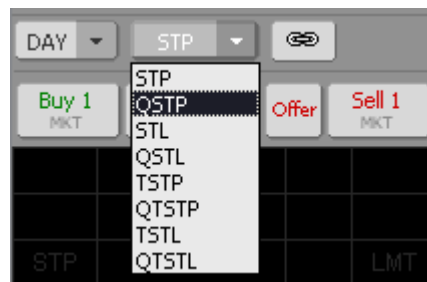 DAY STP
STP
Buy 1 QSTP Offer Sell 1
MKT STL MKT
QSTL
TSTP
QTSTP
TSTL
STP QTSTL LMT